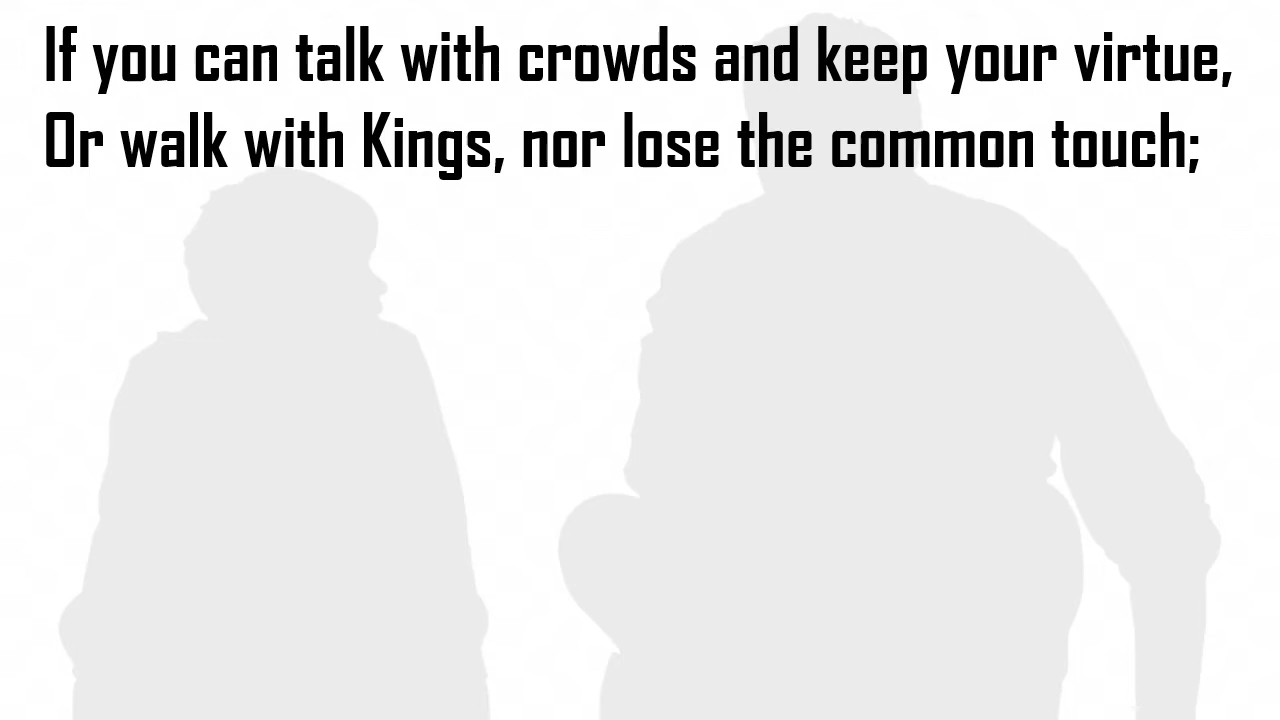 If you can talk with crowds and keep your virtue,
Or walk with Kings, nor lose the common touch;